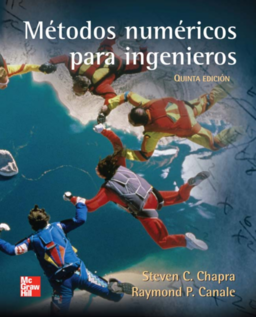 Métodos numéricos
para ingenieros
QUINTA EDICIÓN
Steven C. Chapra
Raymond P. Canale
Mc
Graw
Hill